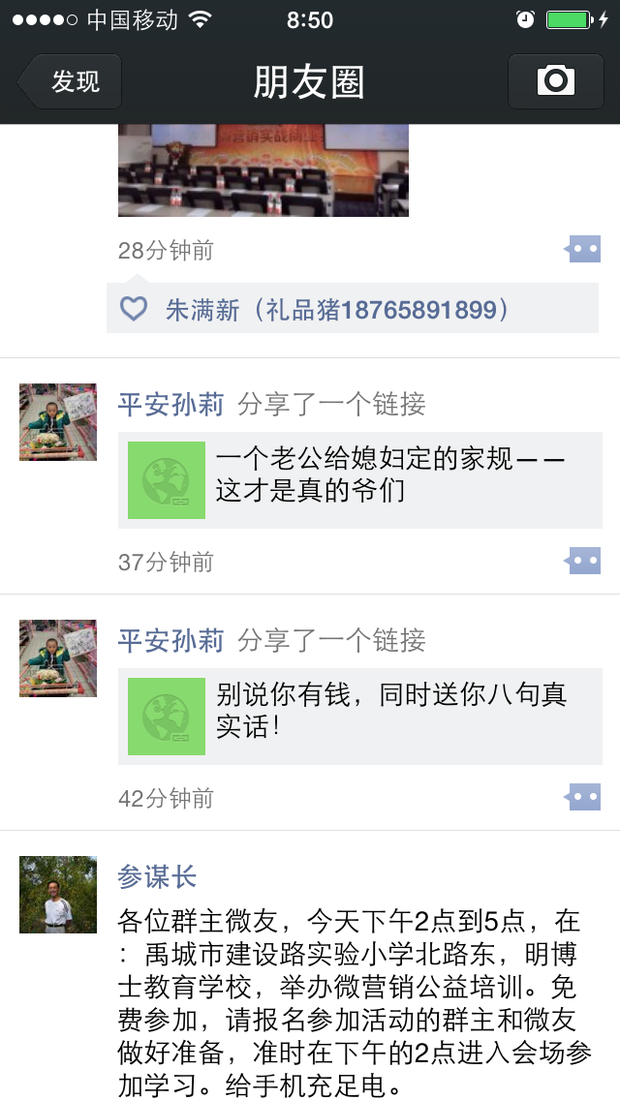 中国移动
8:50
发现
朋友圈
营销实战商业
28分钟前
朱满新（礼品猪18765891899）
平安孙莉 分享了一个链接
一个老公给媳妇定的家规——
这才是真的爷们
37分钟前
平安孙莉 分享了一个链接
别说你有钱，同时送你八句真
实话！
42分钟前
参谋长
各位群主微友，今天下午2点到5点，在
：禹城市建设路实验小学北路东，明博
士教育学校，举办微营销公益培训。免
费参加，请报名参加活动的群主和微友
做好准备，准时在下午的2点进入会场参
加学习。给手机充足电。